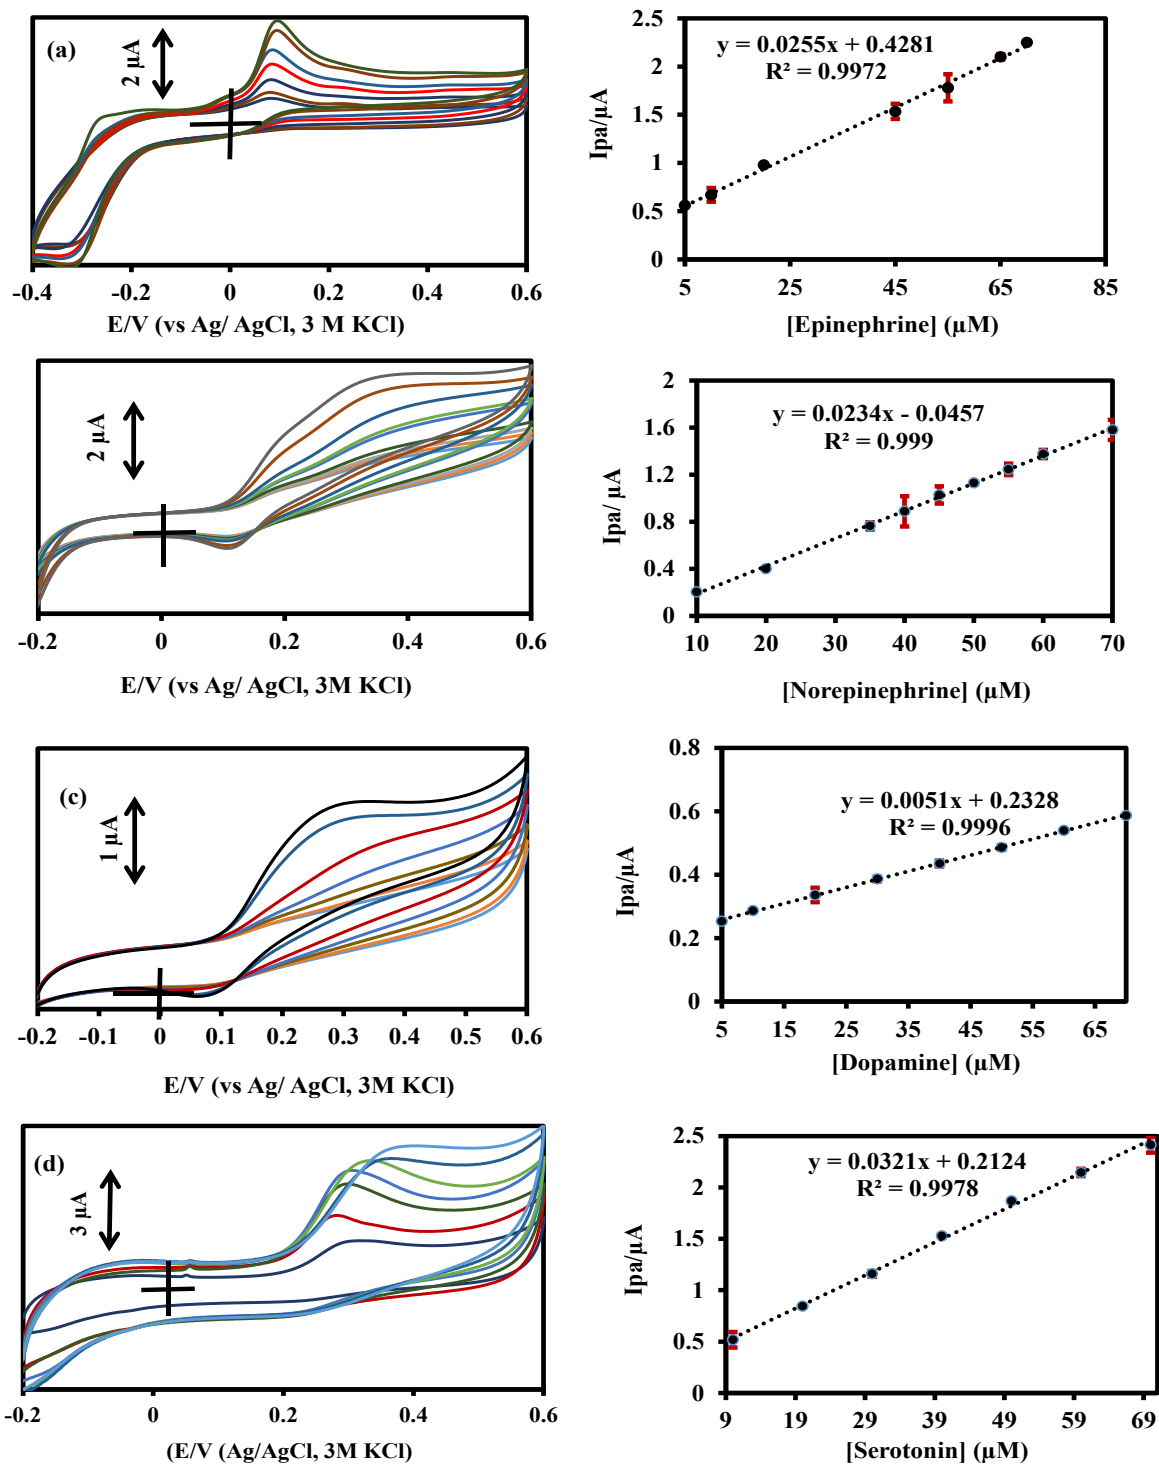 (a)
2 µA
-0.4 -0.2 0 0.2 0.4 0.6
E/V (vs Ag/ AgCl, 3 M KCl)
y = 0.0255x + 0.4281
R² = 0.9972
2.5
2
1.5
1
0.5
0
Ipa/µA
5 25 45 65 85
[Epinephrine] (µM)
2 µA
-0.2 0 0.2 0.4 0.6
E/V (vs Ag/ AgCl, 3M KCl)
y = 0.0234x - 0.0457
R² = 0.999
2
1.6
1.2
0.8
0.4
0
Ipa/ µA
10 20 30 40 50 60 70
[Norepinephrine] (µM)
(c)
1 µA
-0.2 -0.1 0 0.1 0.2 0.3 0.4 0.5 0.6
E/V (vs Ag/ AgCl, 3M KCl)
y = 0.0051x + 0.2328
R² = 0.9996
0.8
0.6
0.4
0.2
0
Ipa/µA
5 15 25 35 45 55 65
[Dopamine] (µM)
(d)
3 µA
-0.2 0 0.2 0.4 0.6
(E/V (Ag/AgCl, 3M KCl)
y = 0.0321x + 0.2124
R² = 0.9978
2.5
2
1.5
1
0.5
0
Ipa/µA
9 19 29 39 49 59 69
[Serotonin] (µM)